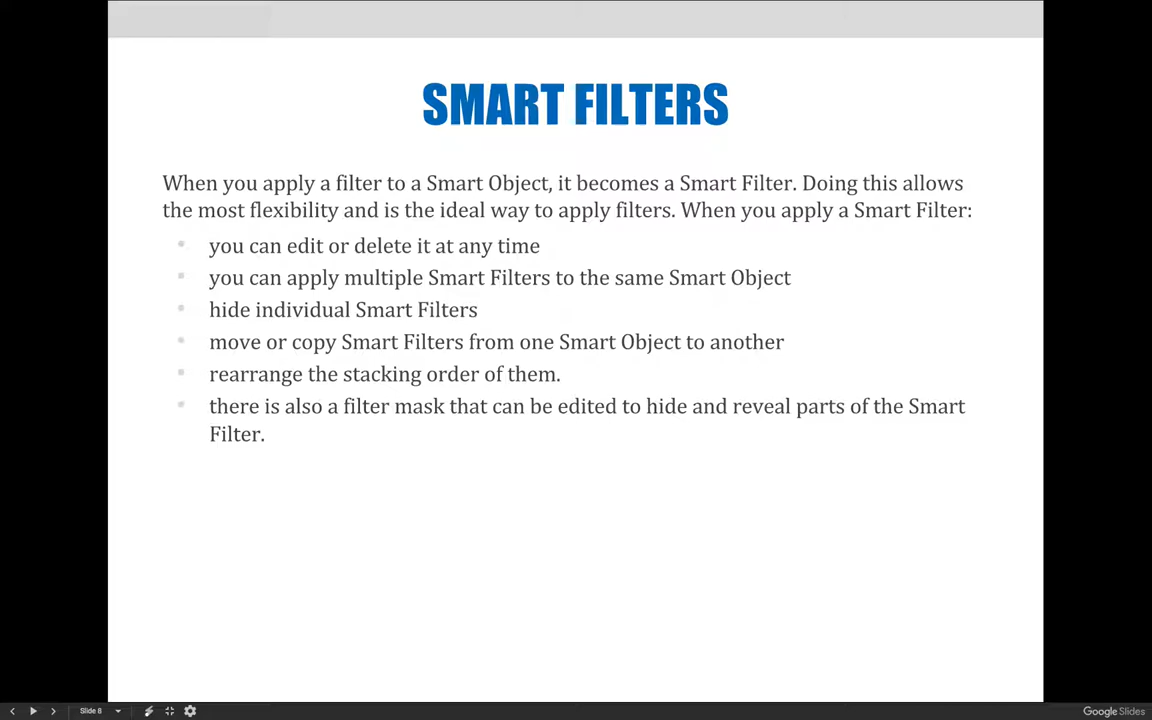 SMART FILTERS
When you apply a filter to a Smart Object, it becomes a Smart Filter. Doing this allows
the most flexibility and is the ideal way to apply filters. When you apply a Smart Filter:
you can edit or delete it at any time
you can apply multiple Smart Filters to the same Smart Object
hide individual Smart Filters
move or copy Smart Filters from one Smart Object to another
rearrange the stacking order of them.
there is also a filter mask that can be edited to hide and reveal parts of the Smart
Filter.
Slide 8
Google Slides